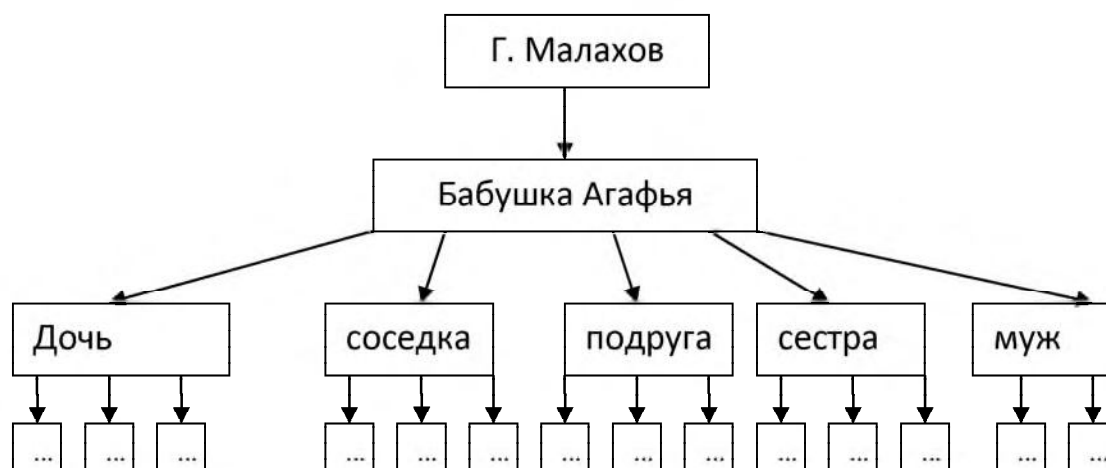 Г. Малахов
Бабушка Агафья
Дочь
соседка
подруга
сестра
муж
... ... ... ... ... ... ... ... ... ... ... ... ... ...